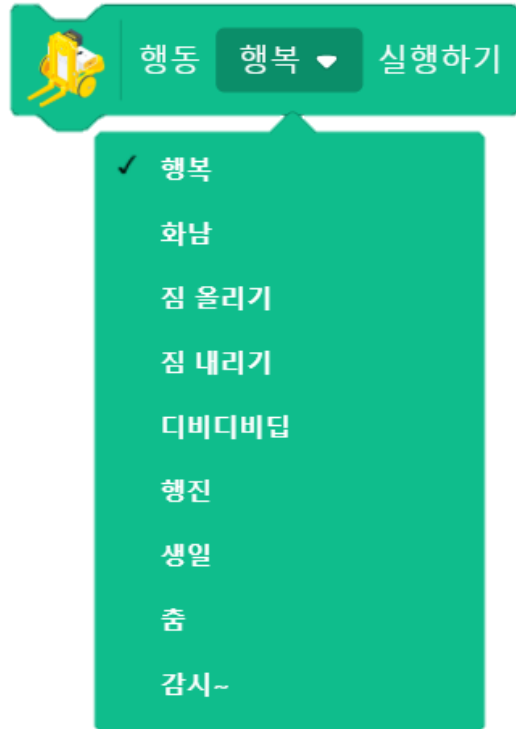 행동 행복 실행하기
행복
화남
짐 올리기
짐 내리기
디비디비딥
행진
생일
춤
감시~